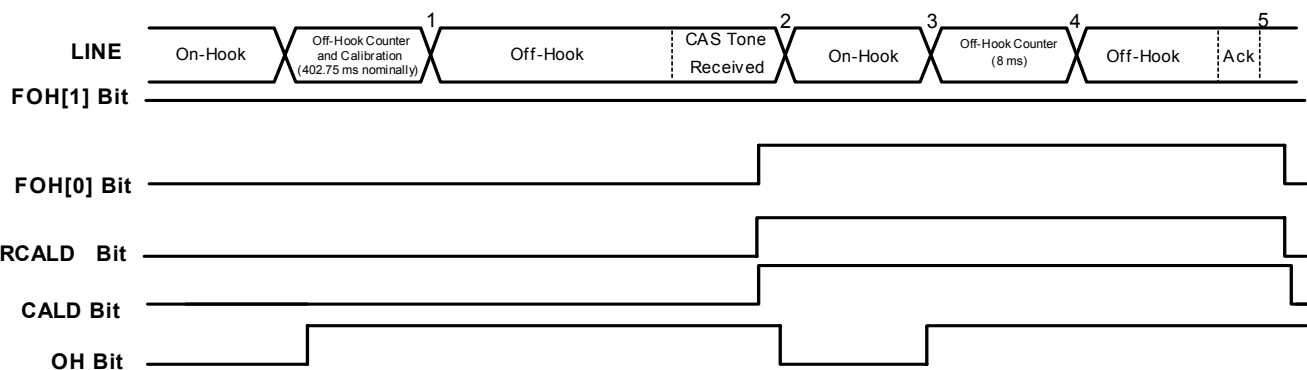 1 2 3 4 5
LINE
On-Hook
Off-Hook Counter
and Calibration
(402.75 ms nominally)
Off-Hook
CAS Tone
Received
On-Hook
Off-Hook Counter
(8 ms)
Off-Hook
Ack
FOH[1] Bit
FOH[0] Bit
RCALD Bit
CALD Bit
OH Bit